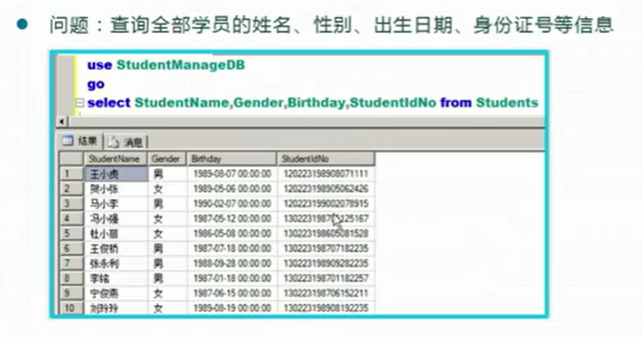 问题：查询全部学员的姓名、性别、出生日期、身份证号等信息
use StudentManageDB
go
select StudentName,Gender,Birthday,StudentIdNo from Students
结果 消息
StudentName Gender Birthday StudentIdNo
1 王小虎 男 1989-08-07 00:00:00 120223198908071111
2 贺小张 女 1989-05-06 00:00:00 120223198905062426
3 马小李 男 1990-02-07 00:00:00 120223199002078915
4 冯小强 女 1987-05-12 00:00:00
5 杜小丽 女 1986-05-08 00:00:00 130223198605081528
6 王俊桥 男 1987-07-18 00:00:00 130223198707182235
7 张永利 男 1988-09-28 00:00:00 130223198909282235
8 李铭 男 1987-01-18 00:00:00 130223198701182257
9 宁俊燕 女 1987-06-15 00:00:00 130223198706152211
10 刘玲玲 女 1989-08-19 00:00:00 130223198908192235